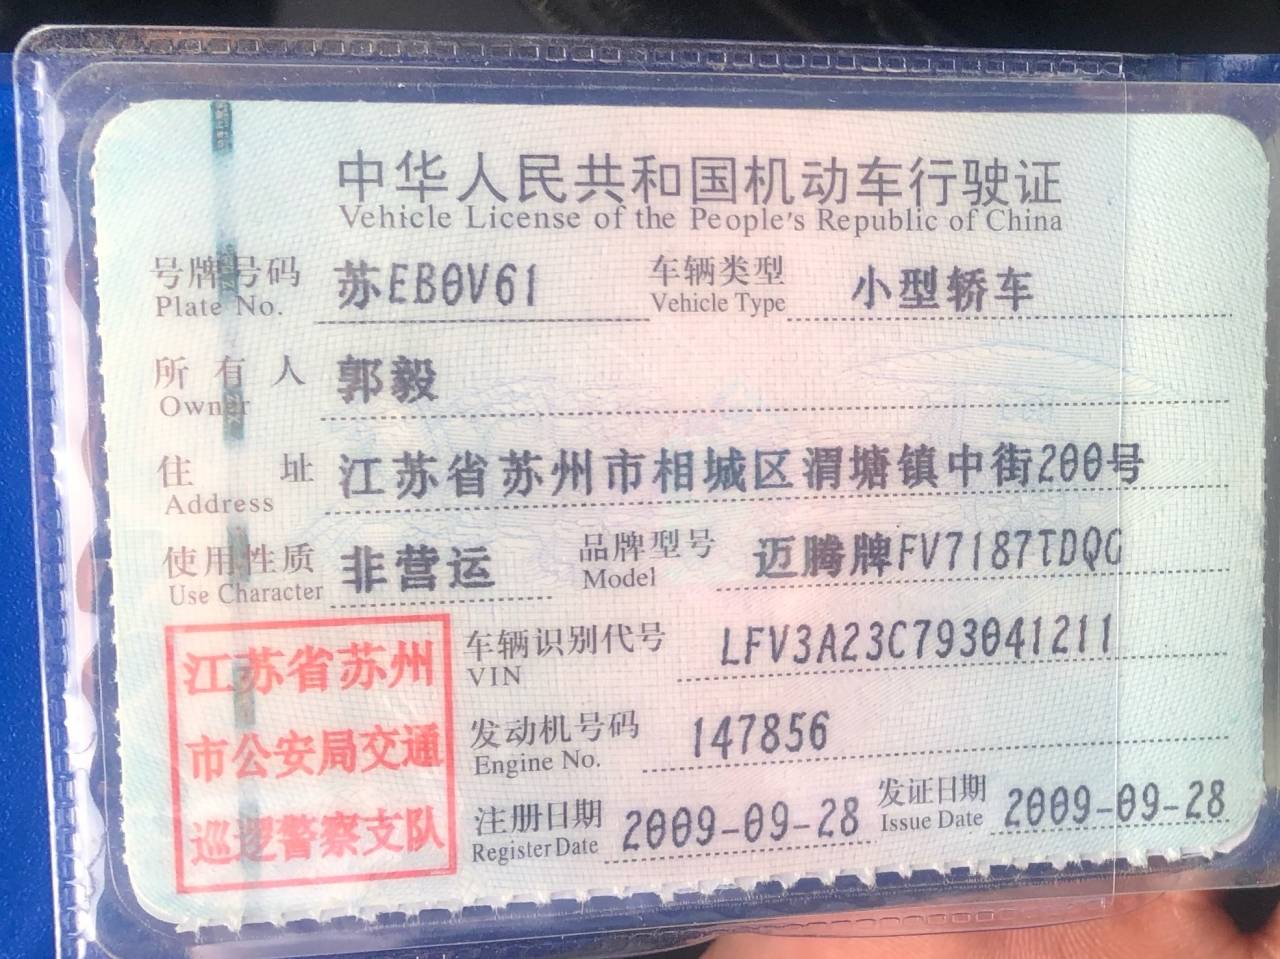 中华人民共和国机动车行驶证
Vehicle License of the People's Republic of China
号牌号码 苏EB0V61 车辆类型 小型轿车
Plate No. Vehicle Type
所有人 郭毅
Owner
住址 江苏省苏州市相城区渭塘镇中街200号
Address
使用性质 非营运 品牌型号 迈腾牌FV7187TDQG
Use Character Model
江苏省苏州
市公安局交通
巡逻警察支队
车辆识别代号 LFV3A23C793041211
VIN
发动机号码 147856
Engine No.
注册日期 2009-09-28 发证日期 2009-09-28
Register Date Issue Date